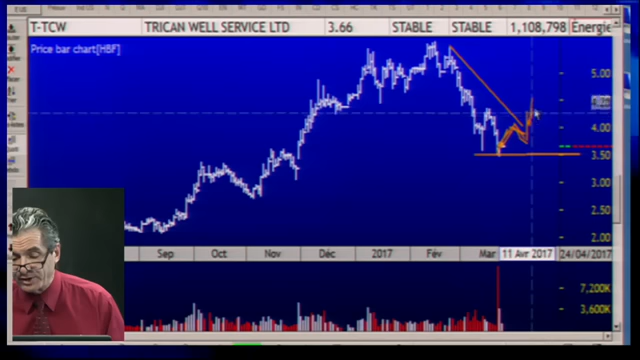 T-TCW TRICAN WELL SERVICE LTD 3.66 STABLE STABLE 1,108,798 Énergie
Price bar chart[HBF]
5.00
4.00
3.50
3.00
2.50
2.00
Sep Oct Nov Déc 2017 Fév Mar 11 Avr 2017 24/04/2017
7,200K
3,600K